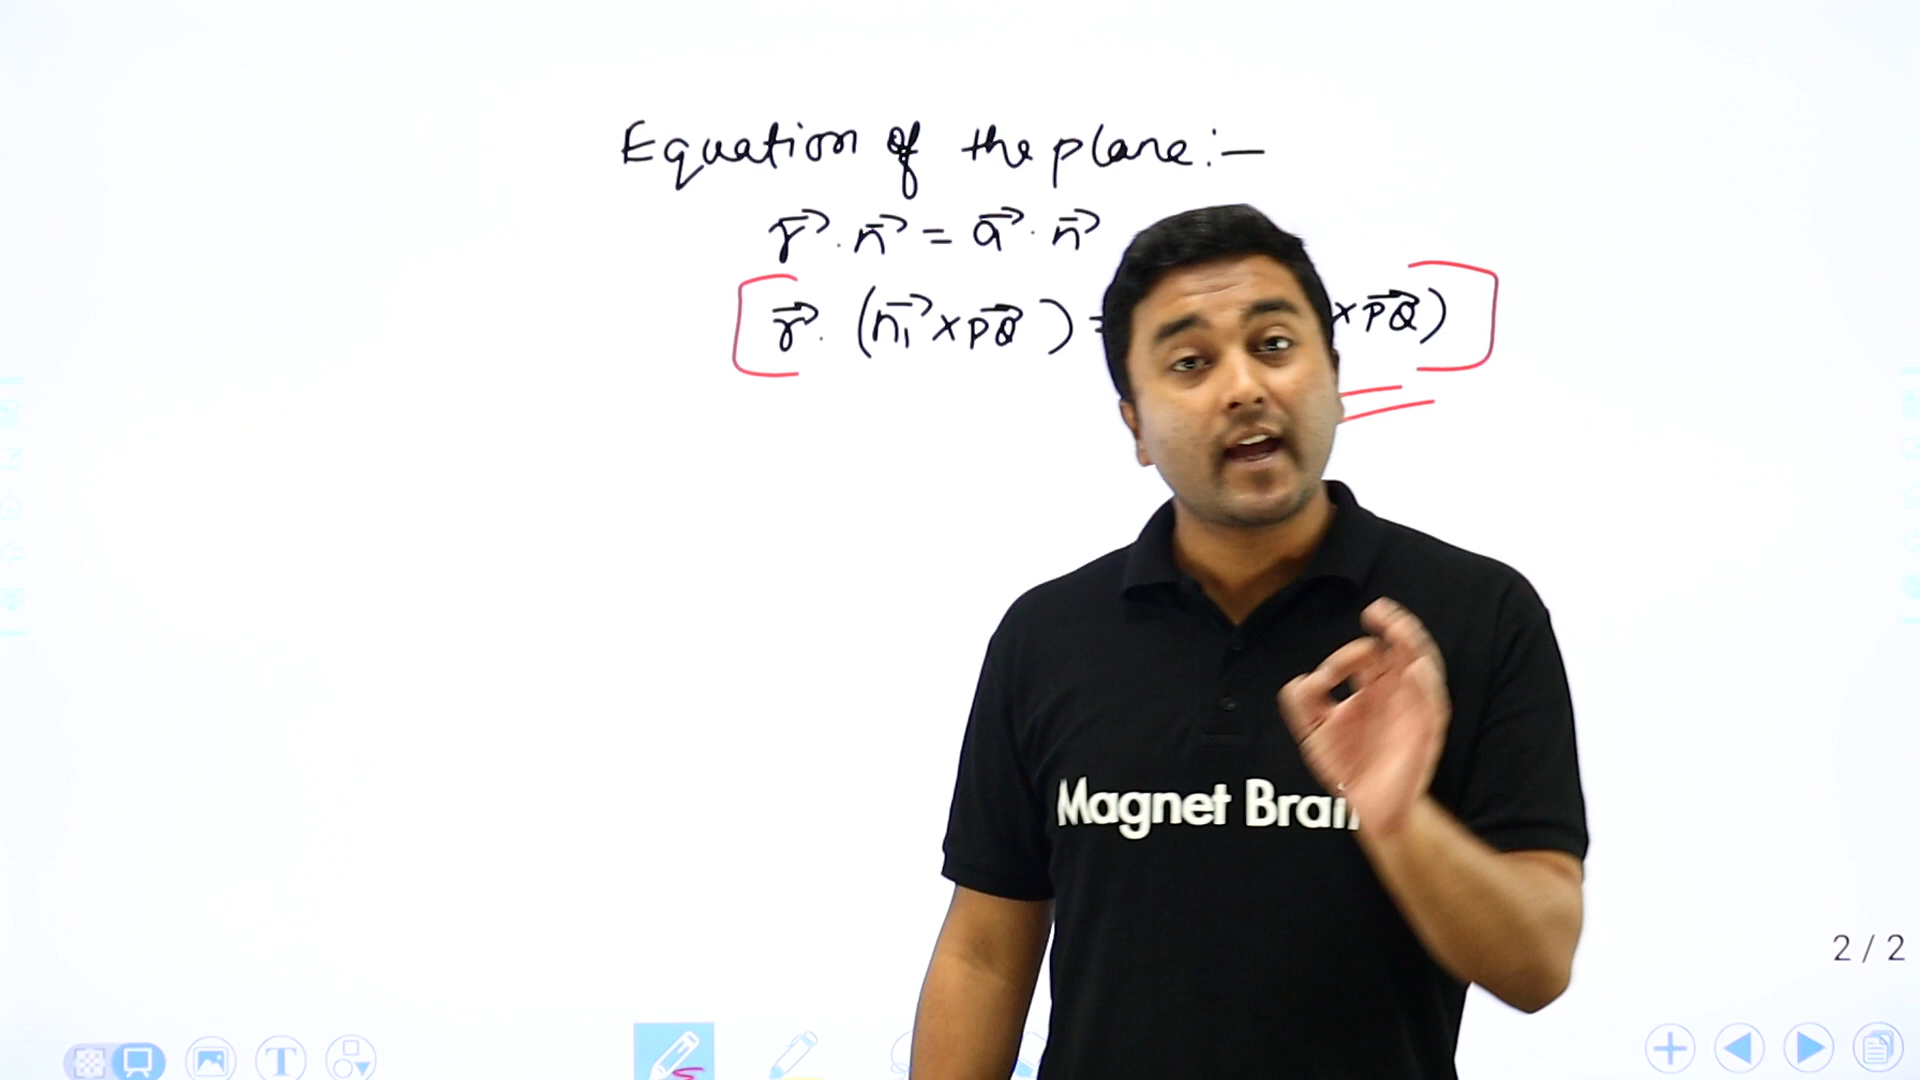 Equation of the plane:—
r⃗ . n⃗ = a⃗ . n⃗
r⃗ . (n⃗₁ × PQ⃗ ) = × PQ⃗ )
Magnet Brai
2 / 2
T